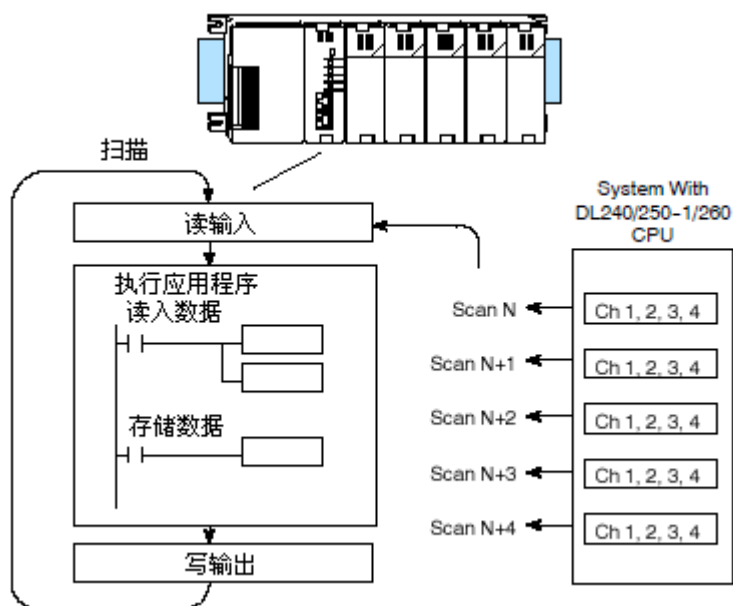 扫描
读输入
执行应用程序
读入数据
存储数据
写输出
System With
DL240/250-1/260
CPU
Scan N
Ch 1, 2, 3, 4
Scan N+1
Ch 1, 2, 3, 4
Scan N+2
Ch 1, 2, 3, 4
Scan N+3
Ch 1, 2, 3, 4
Scan N+4
Ch 1, 2, 3, 4